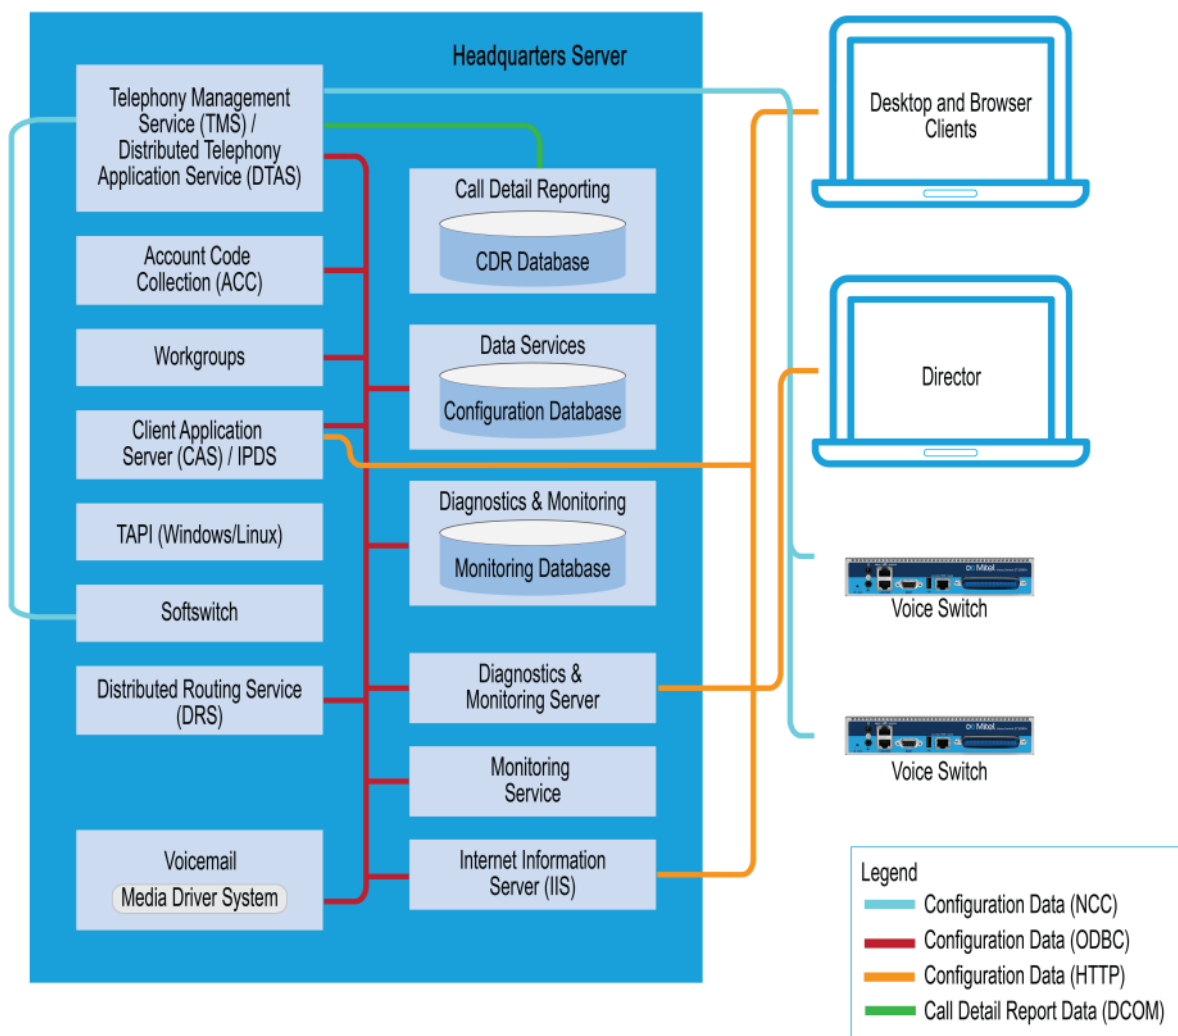 Headquarters Server
Telephony Management
Service (TMS) /
Distributed Telephony
Application Service (DTAS)
Account Code
Collection (ACC)
Workgroups
Client Application
Server (CAS) / IPDS
TAPI (Windows/Linux)
Softswitch
Distributed Routing Service
(DRS)
Voicemail
Media Driver System
Call Detail Reporting
CDR Database
Data Services
Configuration Database
Diagnostics & Monitoring
Monitoring Database
Diagnostics &
Monitoring Server
Monitoring
Service
Internet Information
Server (IIS)
Desktop and Browser
Clients
Director
Mitel
Voice Switch
Mitel
Voice Switch
Legend
Configuration Data (NCC)
Configuration Data (ODBC)
Configuration Data (HTTP)
Call Detail Report Data (DCOM)